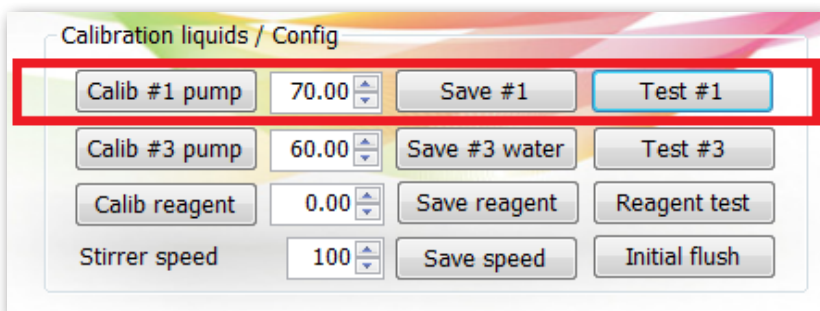 Calibration liquids / Config
Calib #1 pump 70.00 Save #1 Test #1
Calib #3 pump 60.00 Save #3 water Test #3
Calib reagent 0.00 Save reagent Reagent test
Stirrer speed 100 Save speed Initial flush